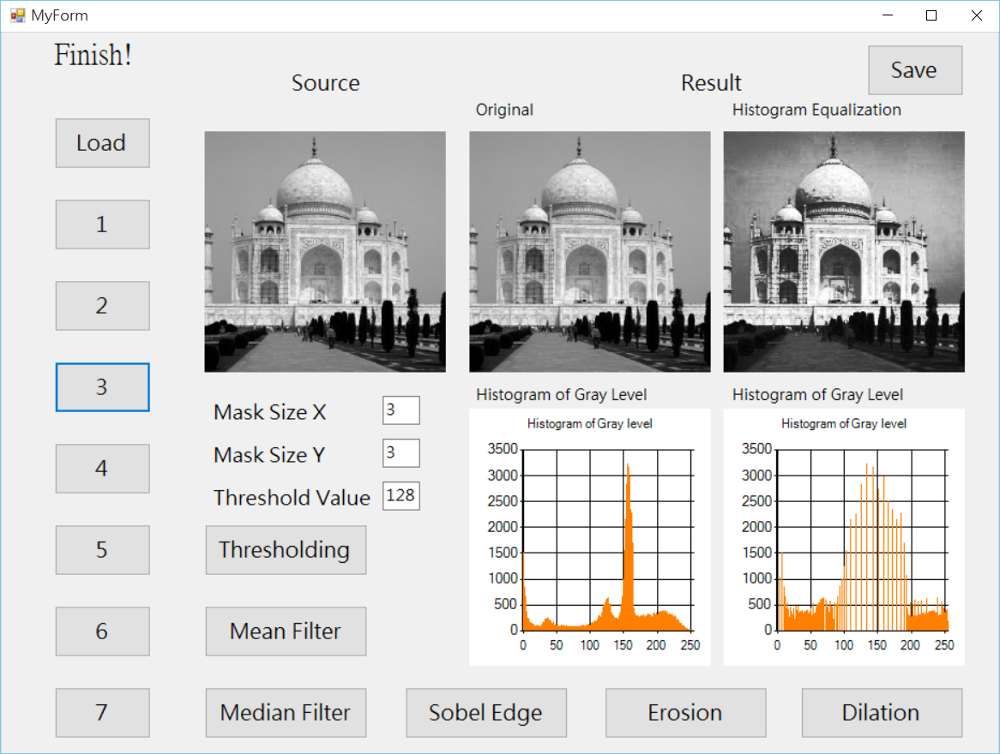 MyForm
Finish!
Source
Result
Save
Original
Histogram Equalization
Load
1
2
3
4
5
6
7
Mask Size X
3
Mask Size Y
3
Threshold Value
128
Thresholding
Mean Filter
Median Filter
Sobel Edge
Erosion
Dilation
Histogram of Gray Level
Histogram of Gray level
3500
3000
2500
2000
1500
1000
500
0
0 50 100 150 200 250
Histogram of Gray Level
Histogram of Gray level
3500
3000
2500
2000
1500
1000
500
0
0 50 100 150 200 250